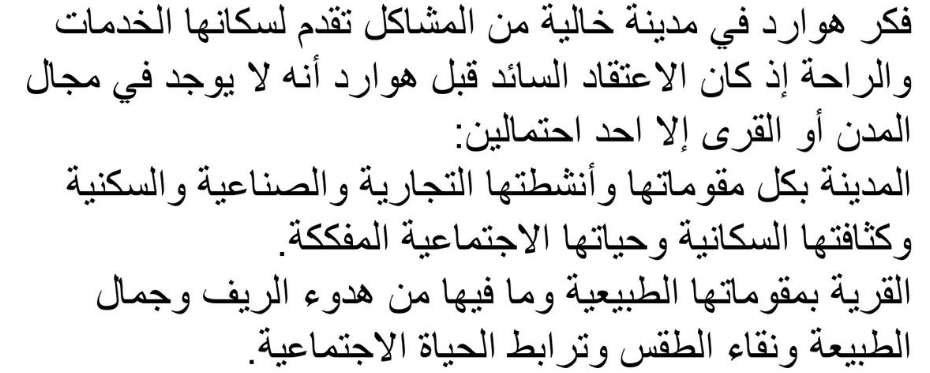 فكر هوارد في مدينة خالية من المشاكل تقدم لسكانها الخدمات
والراحة إذ كان الاعتقاد السائد قبل هوارد أنه لا يوجد في مجال
المدن أو القرى إلا احد احتمالين:
المدينة بكل مقوماتها وأنشطتها التجارية والصناعية والسكنية
وكثافتها السكانية وحياتها الاجتماعية المفككة.
القرية بمقوماتها الطبيعية وما فيها من هدوء الريف وجمال
الطبيعة ونقاء الطقس وترابط الحياة الاجتماعية.